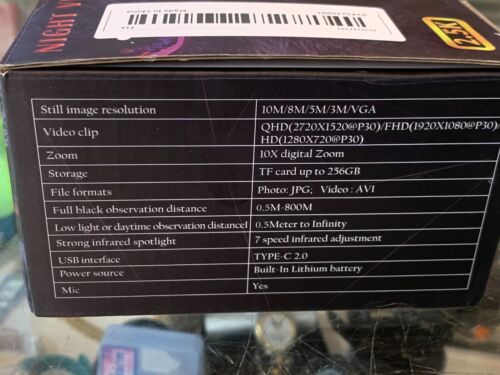 NIGHT V
Made in china
2.5K
Still image resolution 10M/8M/5M/3M/VGA
Video clip QHD(2720X1520@P30)/FHD(1920X1080@P30)/
HD(1280X720@P30)
Zoom 10X digital Zoom
Storage TF card up to 256GB
File formats Photo: JPG; Video : AVI
Full black observation distance 0.5M-800M
Low light or daytime observation distancel 0.5Meter to Infinity
Strong infrared spotlight 7 speed infrared adjustment
USB interface TYPE-C 2.0
Power source Built-In Lithium battery
Mic Yes